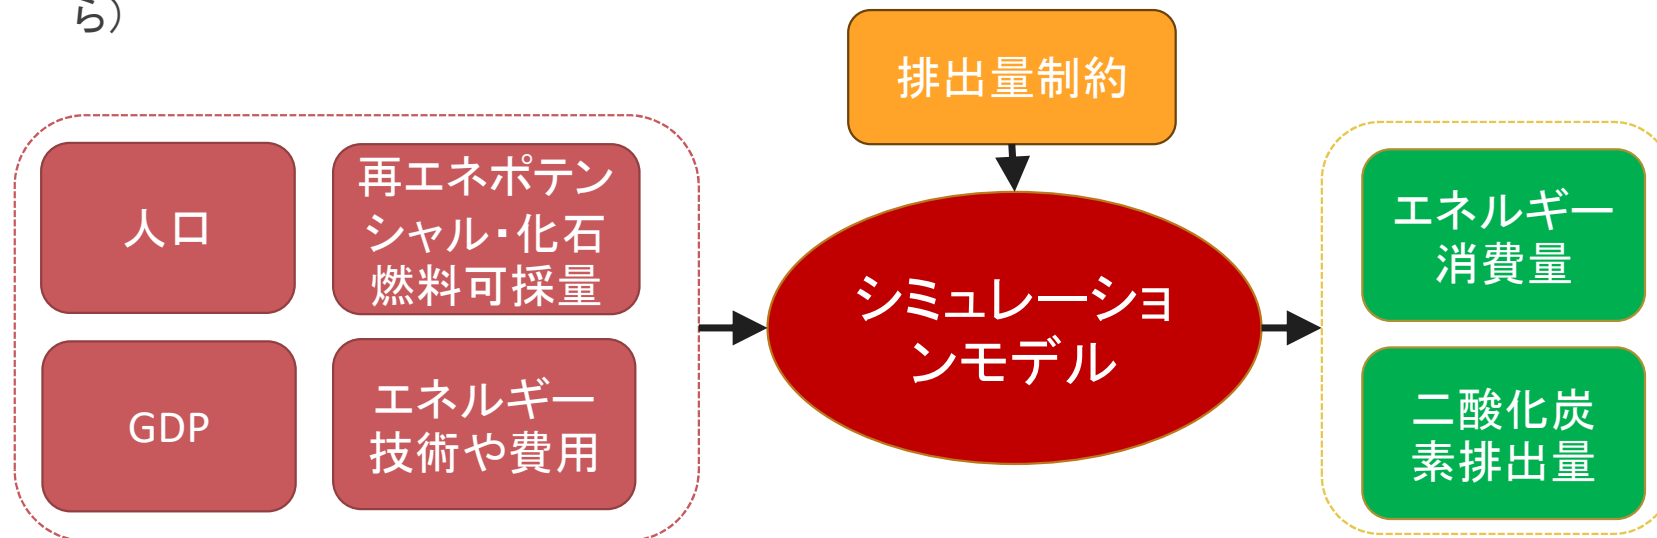 ら）
排出量制約
人口
再エネポテン
シャル・化石
燃料可採量
GDP
エネルギー
技術や費用
シミュレーショ
ンモデル
エネルギー
消費量
二酸化炭
素排出量